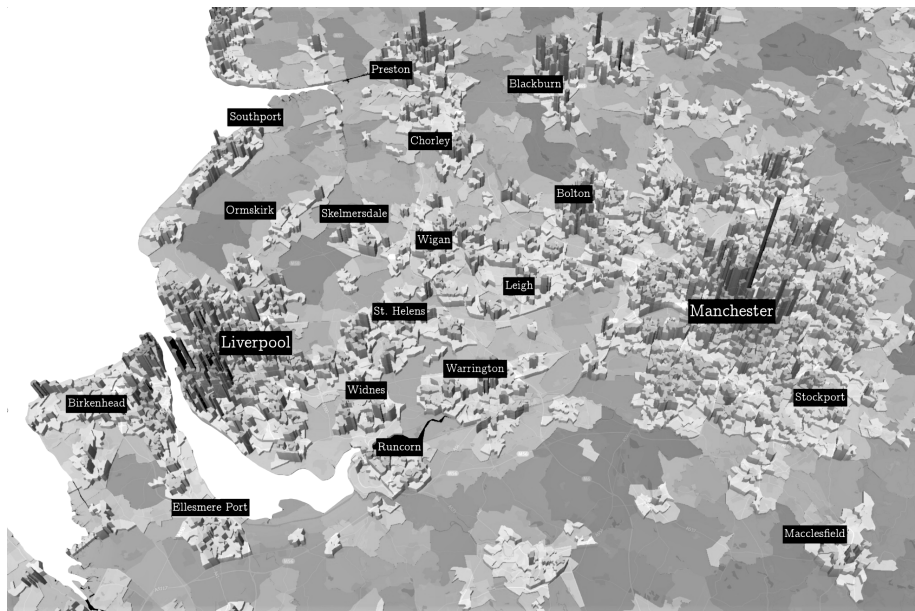 Preston
Blackburn
Southport
Chorley
Bolton
Ormskirk
Skelmersdale
Wigan
Leigh
St. Helens
Manchester
Liverpool
Warrington
Widnes
Birkenhead
Stockport
Runcorn
Ellesmere Port
Macclesfield